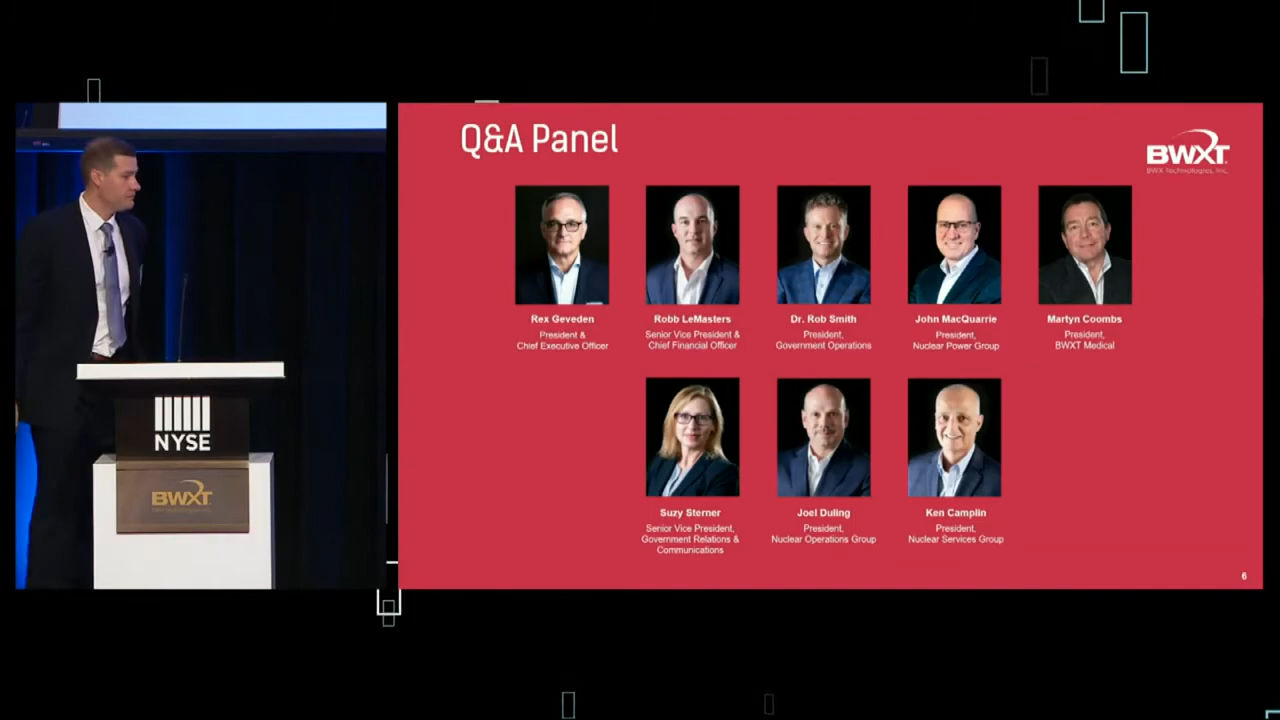 Q&A Panel
BWXT
BWX Technologies, Inc.
Rex Geveden
President &
Chief Executive Officer
Robb LeMasters
Senior Vice President &
Chief Financial Officer
Dr. Rob Smith
President,
Government Operations
John MacQuarrie
President,
Nuclear Power Group
Martyn Coombs
President,
BWXT Medical
Suzy Sterner
Senior Vice President,
Government Relations &
Communications
Joel Duling
President,
Nuclear Operations Group
Ken Camplin
President,
Nuclear Services Group
6
NYSE
BWXT